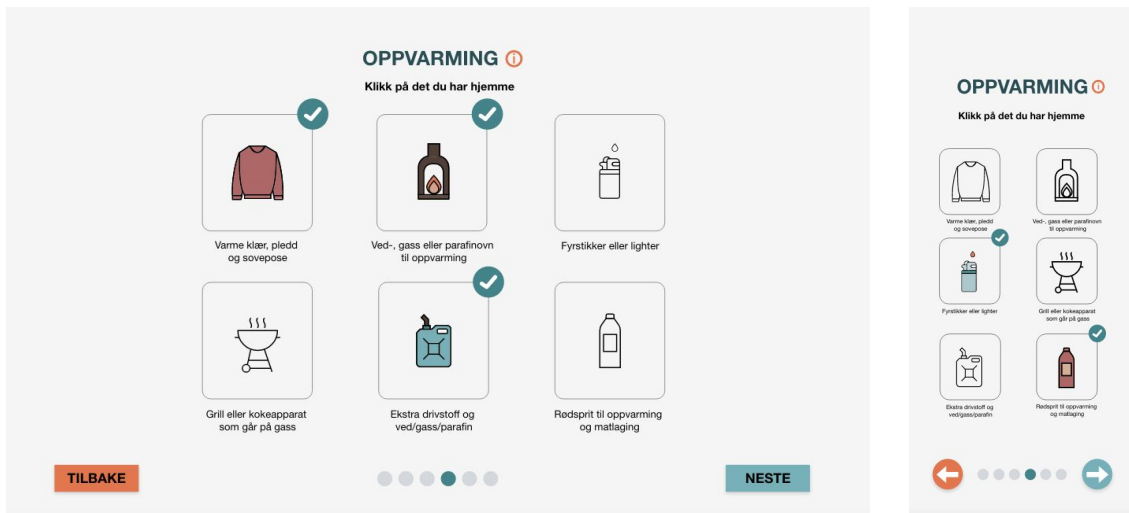 OPPVARMING
Klikk på det du har hjemme
Varme klær, pledd
og sovepose
Ved-, gass eller parafinovn
til oppvarming
Fyrstikker eller lighter
Grill eller kokeapparat
som går på gass
Ekstra drivstoff og
ved/gass/parafin
Rødsprit til oppvarming
og matlaging
TILBAKE
NESTE
OPPVARMING
Klikk på det du har hjemme
Varme klær, pledd
og sovepose
Ved-, gass eller parafinovn
til oppvarming
Fyrstikker eller lighter
Grill eller kokeapparat
som går på gass
Ekstra drivstoff og
ved/gass/parafin
Rødsprit til oppvarming
og matlaging